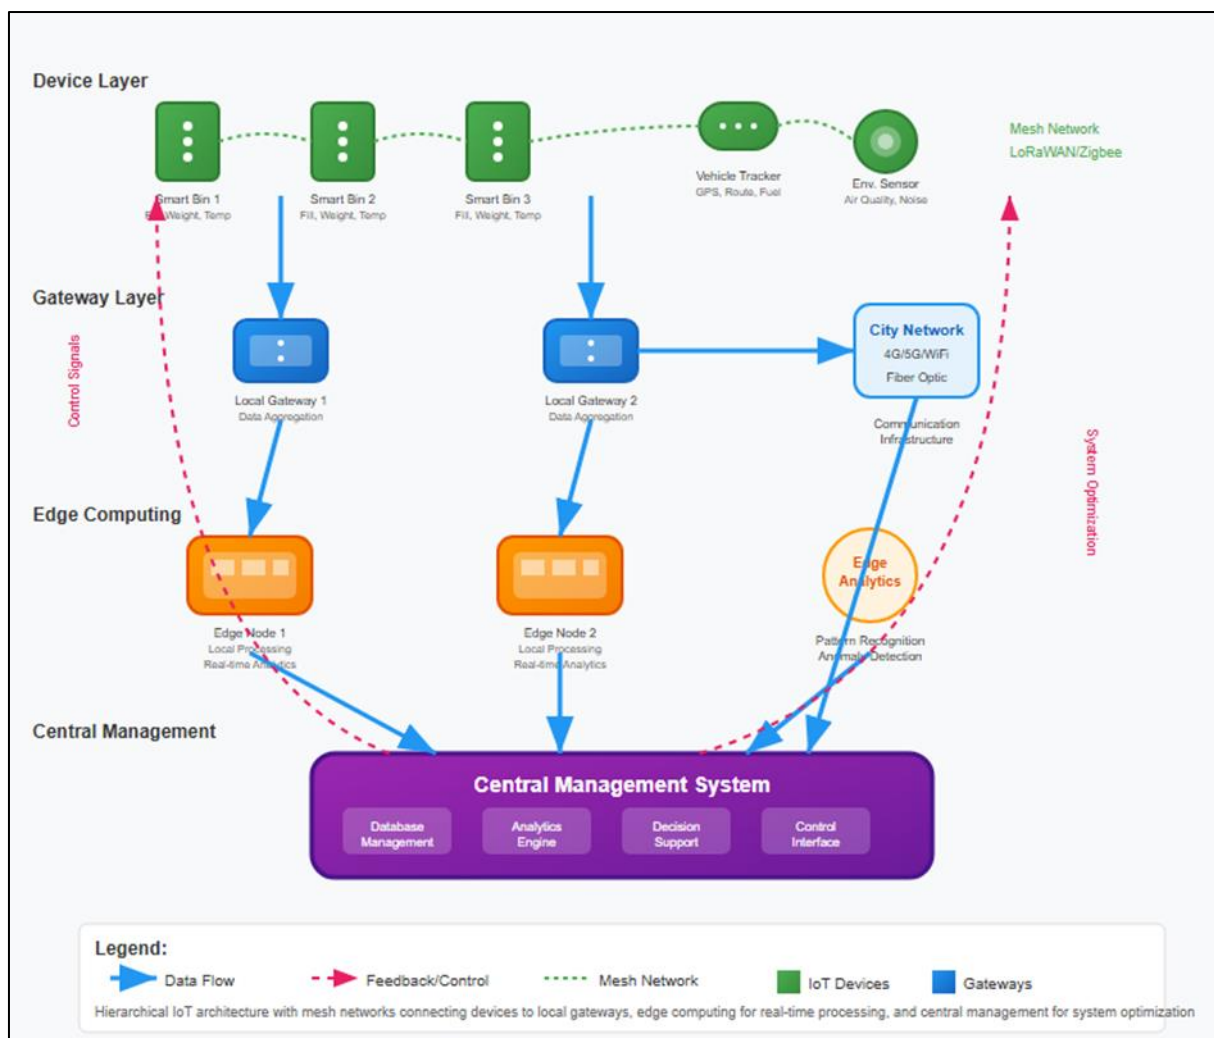 Device Layer
Mesh Network
LoRaWAN/Zigbee
Smart Bin 1
Fill, Weight, Temp
Smart Bin 2
Fill, Weight, Temp
Smart Bin 3
Fill, Weight, Temp
Vehicle Tracker
GPS, Route, Fuel
Env. Sensor
Air Quality, Noise
Gateway Layer
Control Signals
Local Gateway 1
Data Aggregation
Local Gateway 2
Data Aggregation
City Network
4G/5G/WiFi
Fiber Optic
Communication
Infrastructure
System Optimization
Edge Computing
Edge Node 1
Local Processing
Real-time Analytics
Edge Node 2
Local Processing
Real-time Analytics
Edge
Analytics
Pattern Recognition
Anomaly Detection
Central Management
Central Management System
Database
Management
Analytics
Engine
Decision
Support
Control
Interface
Legend:
Data Flow
Feedback/Control
Mesh Network
IoT Devices
Gateways
Hierarchical IoT architecture with mesh networks connecting devices to local gateways, edge computing for real-time processing, and central management for system optimization